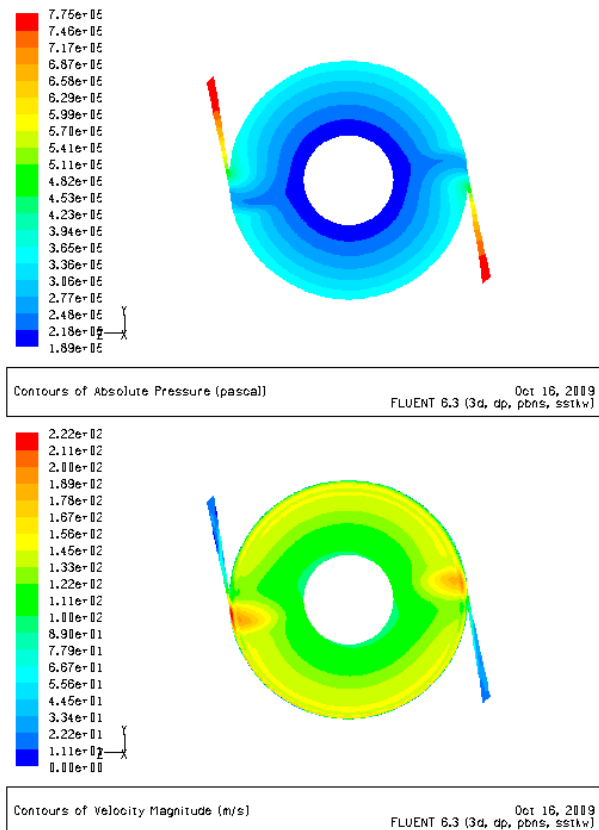 7.75e+05
7.46e+05
7.17e+05
6.87e+05
6.58e+05
6.29e+05
5.99e+05
5.70e+05
5.41e+05
5.11e+05
4.82e+05
4.53e+05
4.23e+05
3.94e+05
3.65e+05
3.36e+05
3.06e+05
2.77e+05
2.48e+05
2.18e+05
1.89e+05
Y
Z X
Contours of Absolute Pressure (pascal)
Oct 16, 2009
FLUENT 6.3 (3d, dp, pbns, sstkw)
2.22e+02
2.11e+02
2.00e+02
1.89e+02
1.78e+02
1.67e+02
1.56e+02
1.45e+02
1.33e+02
1.22e+02
1.11e+02
1.00e+02
8.90e+01
7.79e+01
6.67e+01
5.56e+01
4.45e+01
3.34e+01
2.22e+01
1.11e+01
0.00e+00
Y
Z X
Contours of Velocity Magnitude (m/s)
Oct 16, 2009
FLUENT 6.3 (3d, dp, pbns, sstkw)